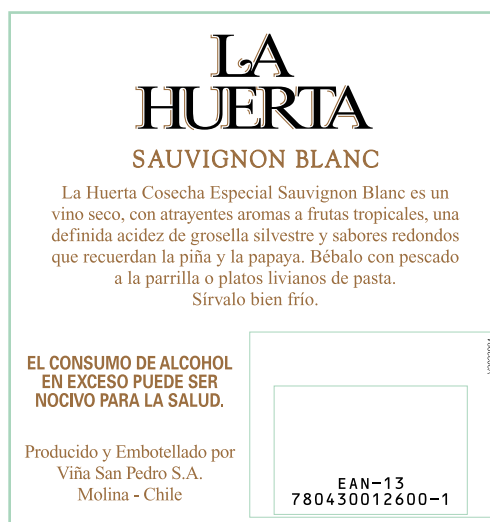 LA
HUERTA
SAUVIGNON BLANC
La Huerta Cosecha Especial Sauvignon Blanc es un
vino seco, con atrayentes aromas a frutas tropicales, una
definida acidez de grosella silvestre y sabores redondos
que recuerdan la piña y la papaya. Bébalo con pescado
a la parrilla o platos livianos de pasta.
Sírvalo bien frío.
EL CONSUMO DE ALCOHOL
EN EXCESO PUEDE SER
NOCIVO PARA LA SALUD.
Producido y Embotellado por
Viña San Pedro S.A.
Molina - Chile
EAN-13
780430012600-1